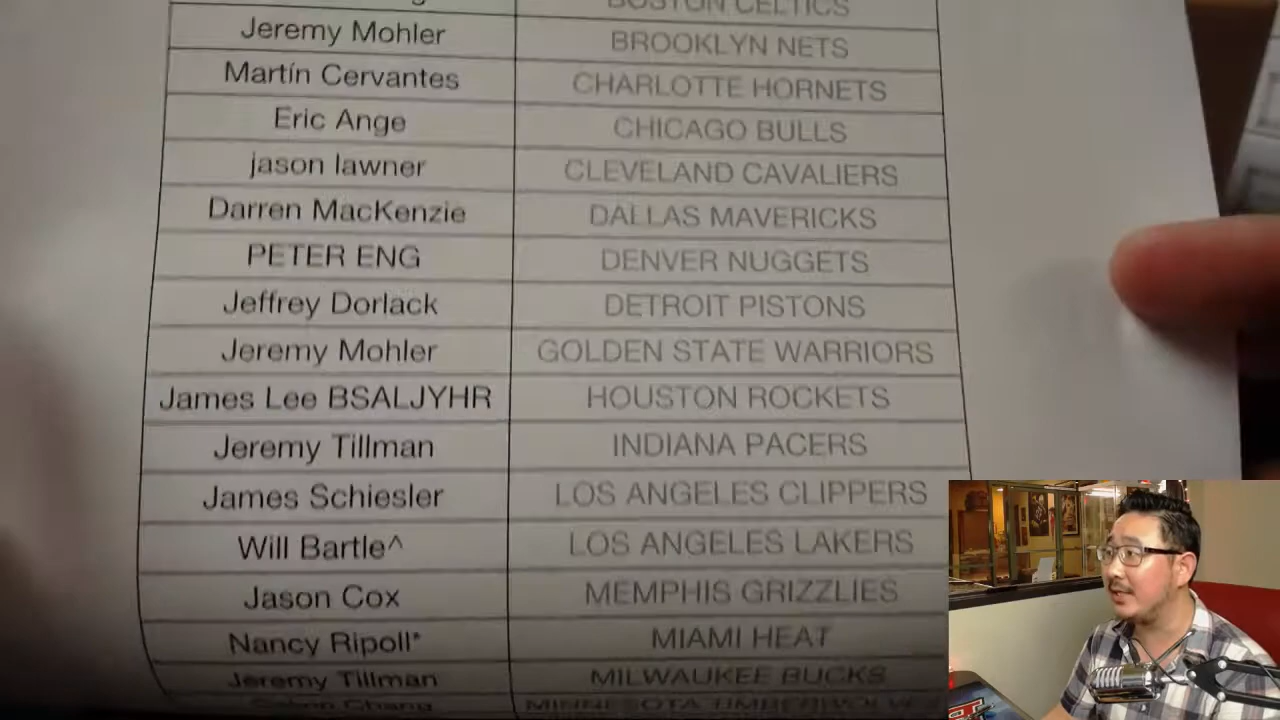 BOSTON CELTICS
Jeremy Mohler BROOKLYN NETS
Martín Cervantes CHARLOTTE HORNETS
Eric Ange CHICAGO BULLS
jason lawner CLEVELAND CAVALIERS
Darren MacKenzie DALLAS MAVERICKS
PETER ENG DENVER NUGGETS
Jeffrey Dorlack DETROIT PISTONS
Jeremy Mohler GOLDEN STATE WARRIORS
James Lee BSALJYHR HOUSTON ROCKETS
Jeremy Tillman INDIANA PACERS
James Schiesler LOS ANGELES CLIPPERS
Will Bartle^ LOS ANGELES LAKERS
Jason Cox MEMPHIS GRIZZLIES
Nancy Ripoll* MIAMI HEAT
Jeremy Tillman MILWAUKEE BUCKS
MINNESOTA